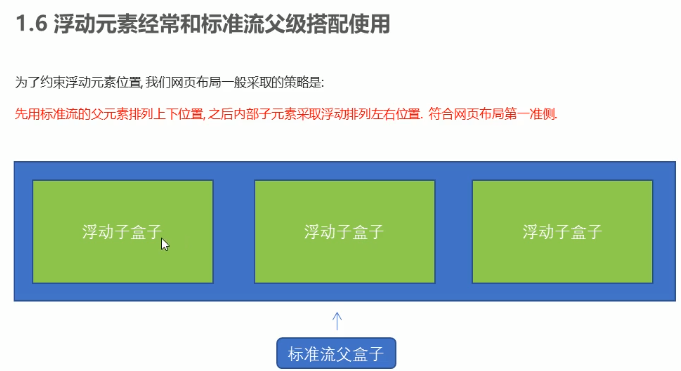 1.6 浮动元素经常和标准流父级搭配使用
为了约束浮动元素位置,我们网页布局一般采取的策略是:
先用标准流的父元素排列上下位置,之后内部子元素采取浮动排列左右位置. 符合网页布局第一准侧.
浮动子盒子 浮动子盒子 浮动子盒子
标准流父盒子